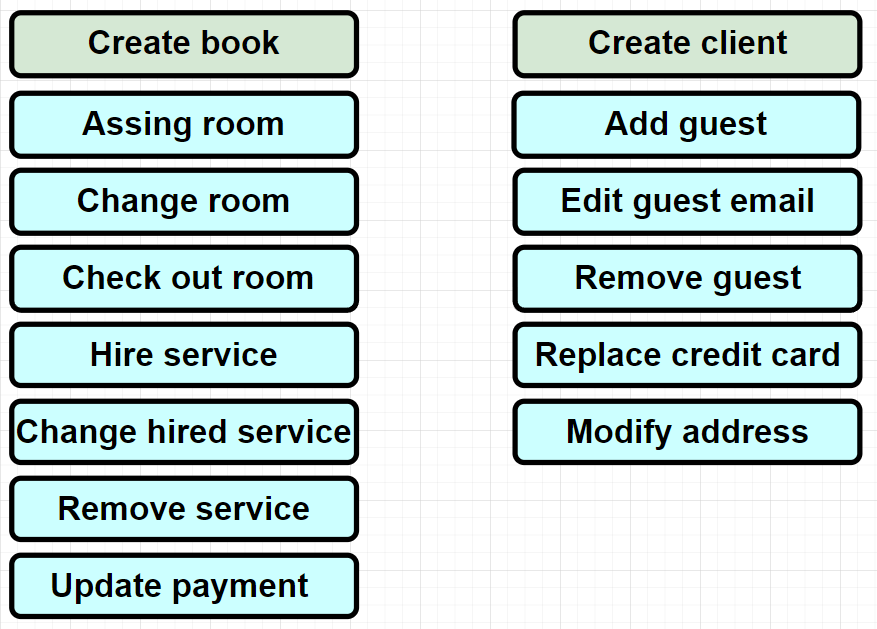 Create book
Assing room
Change room
Check out room
Hire service
Change hired service
Remove service
Update payment
Create client
Add guest
Edit guest email
Remove guest
Replace credit card
Modify address